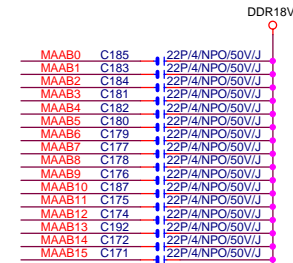 DDR18V
MAAB0 C185 22P/4/NPO/50V/J
MAAB1 C183 22P/4/NPO/50V/J
MAAB2 C184 22P/4/NPO/50V/J
MAAB3 C181 22P/4/NPO/50V/J
MAAB4 C182 22P/4/NPO/50V/J
MAAB5 C180 22P/4/NPO/50V/J
MAAB6 C179 22P/4/NPO/50V/J
MAAB7 C177 22P/4/NPO/50V/J
MAAB8 C178 22P/4/NPO/50V/J
MAAB9 C176 22P/4/NPO/50V/J
MAAB10 C187 22P/4/NPO/50V/J
MAAB11 C175 22P/4/NPO/50V/J
MAAB12 C174 22P/4/NPO/50V/J
MAAB13 C192 22P/4/NPO/50V/J
MAAB14 C172 22P/4/NPO/50V/J
MAAB15 C171 22P/4/NPO/50V/J